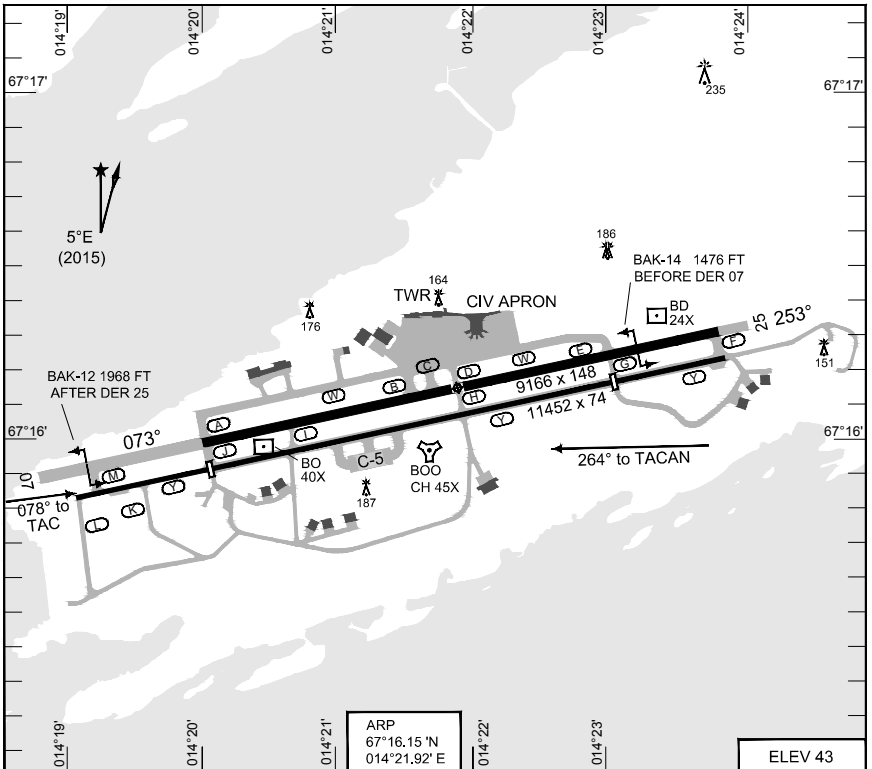 014°19'
014°20'
014°21'
014°22'
014°23'
014°24'
67°17'
67°17'
235
5°E
(2015)
186
BAK-14 1476 FT
BEFORE DER 07
164
TWR
CIV APRON
BD
24X
176
25
253°
151
BAK-12 1968 FT
AFTER DER 25
C
D
W
E
F
G
B
W
A
H
9166 x 148
11452 x 74
Y
Y
67°16'
67°16'
073°
I
J
BO
40X
C-5
BOO
CH 45X
264° to TACAN
07
M
Y
187
078° to
TAC
L
K
014°19'
014°20'
014°21'
014°22'
014°23'
ARP
67°16.15 'N
014°21.92' E
ELEV 43